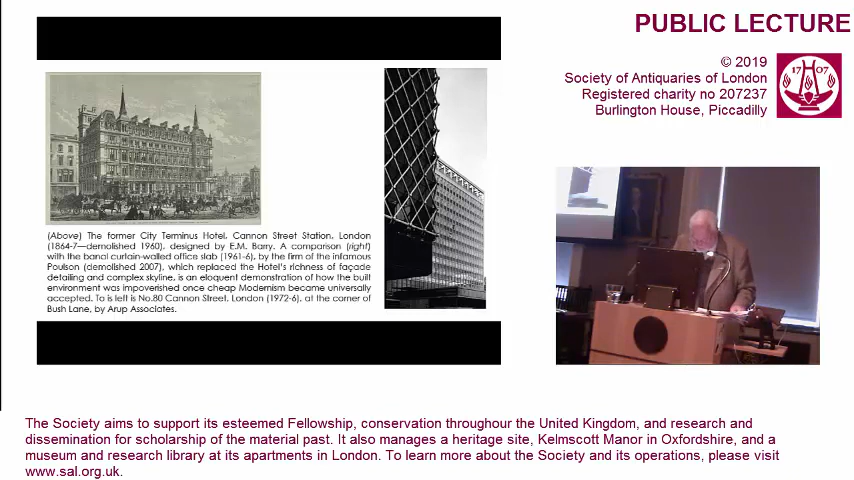 (Above) The former City Terminus Hotel, Cannon Street Station, London
(1864-7—demolished 1960), designed by E.M. Barry. A comparison (right)
with the banal curtain-walled office slab (1961-6), by the firm of the infamous
Poulson (demolished 2007), which replaced the Hotel's richness of façade
detailing and complex skyline, is an eloquent demonstration of how the built
environment was impoverished once cheap Modernism became universally
accepted. To is left is No.80 Cannon Street, London (1972-6), at the corner of
Bush Lane, by Arup Associates.
PUBLIC LECTURE
© 2019
Society of Antiquaries of London
Registered charity no 207237
Burlington House, Piccadilly
17 07
The Society aims to support its esteemed Fellowship, conservation throughour the United Kingdom, and research and
dissemination for scholarship of the material past. It also manages a heritage site, Kelmscott Manor in Oxfordshire, and a
museum and research library at its apartments in London. To learn more about the Society and its operations, please visit
www.sal.org.uk.